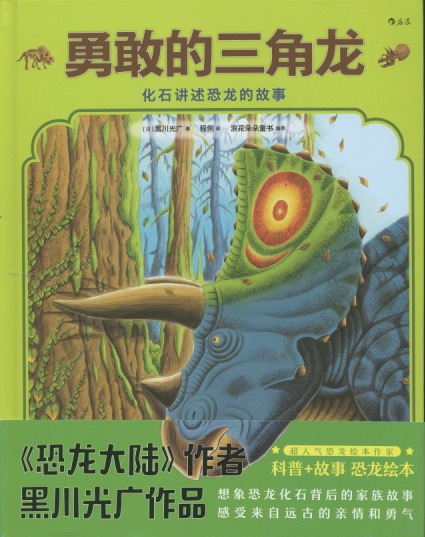 后浪
勇敢的三角龙
化石讲述恐龙的故事
[日]黑川光广 著 程俐 译 浪花朵朵童书 编译
《恐龙大陆》作者
黑川光广作品
超人气恐龙绘本作家
科普+故事 恐龙绘本
想象恐龙化石背后的家族故事
感受来自远古的亲情和勇气